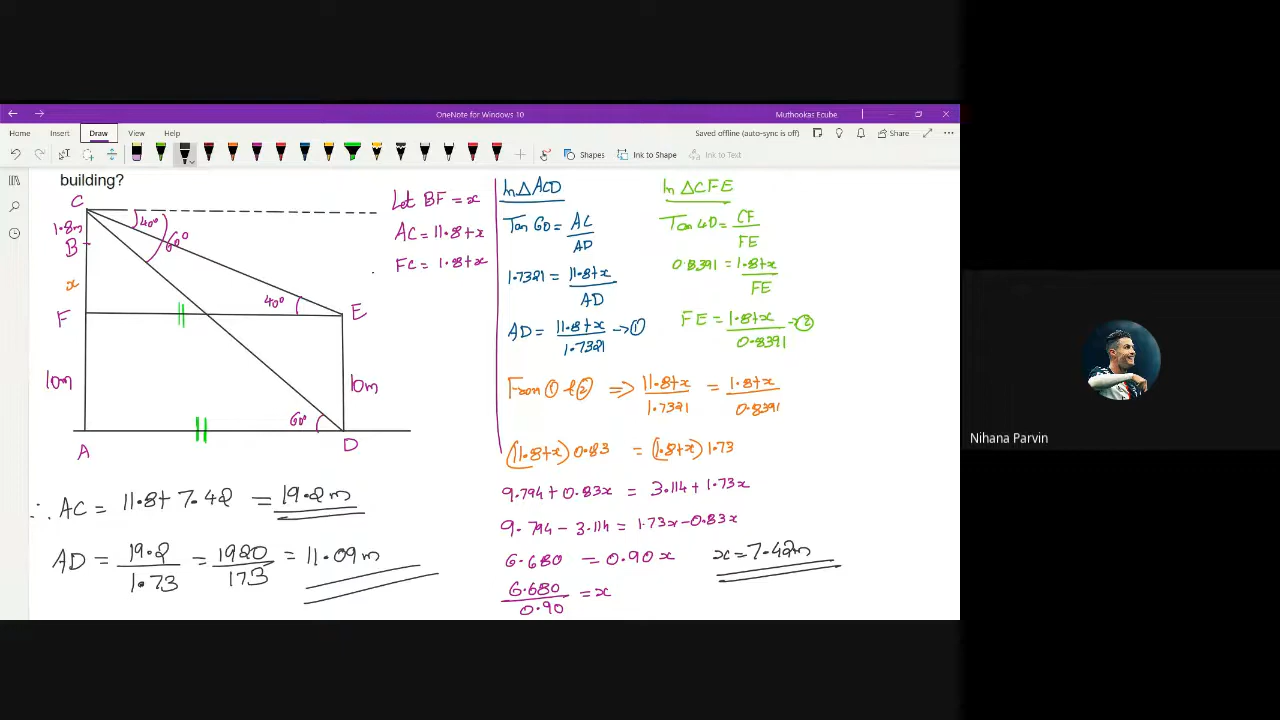 OneNote for Windows 10
Muthookas Ecube
Home Insert Draw View Help
Saved offline (auto-sync is off)
Share
Shapes
Ink to Shape
Ink to Text
building?
C
1.8m
B
x
F
10m
A
40°
60°
40°
E
10m
60°
D
Let BF = x
AC = 11.8+x
FC = 1.8+x
∴ AC = 11.8+ 7.42 = 19.2m
AD = 19.2/1.73 = 1920/173 = 11.09m
In △ACD
Tan 60 = AC/AD
1.7321 = 11.8+x/AD
AD = 11.8+x/1.7321 → ①
In △CFE
Tan 40 = CF/FE
0.8391 = 1.8+x/FE
FE = 1.8+x/0.8391 → ②
From ① & ② ⇒ 11.8+x/1.7321 = 1.8+x/0.8391
(11.8+x) 0.83 = (1.8+x) 1.73
9.794 + 0.83x = 3.114 + 1.73x
9.794 - 3.114 = 1.73x - 0.83x
6.680 = 0.90x
6.680/0.90 = x
x = 7.42m
Nihana Parvin